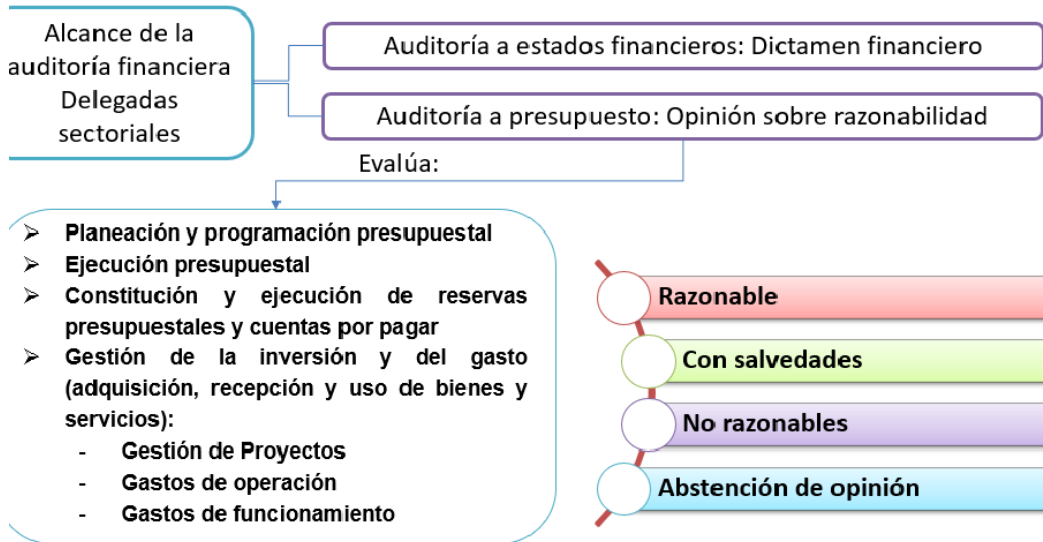 Alcance de la
auditoría financiera
Delegadas
sectoriales
Auditoría a estados financieros: Dictamen financiero
Auditoría a presupuesto: Opinión sobre razonabilidad
Evalúa:
➢ Planeación y programación presupuestal
➢ Ejecución presupuestal
➢ Constitución y ejecución de reservas
presupuestales y cuentas por pagar
➢ Gestión de la inversión y del gasto
(adquisición, recepción y uso de bienes y
servicios):
- Gestión de Proyectos
- Gastos de operación
- Gastos de funcionamiento
Razonable
Con salvedades
No razonables
Abstención de opinión